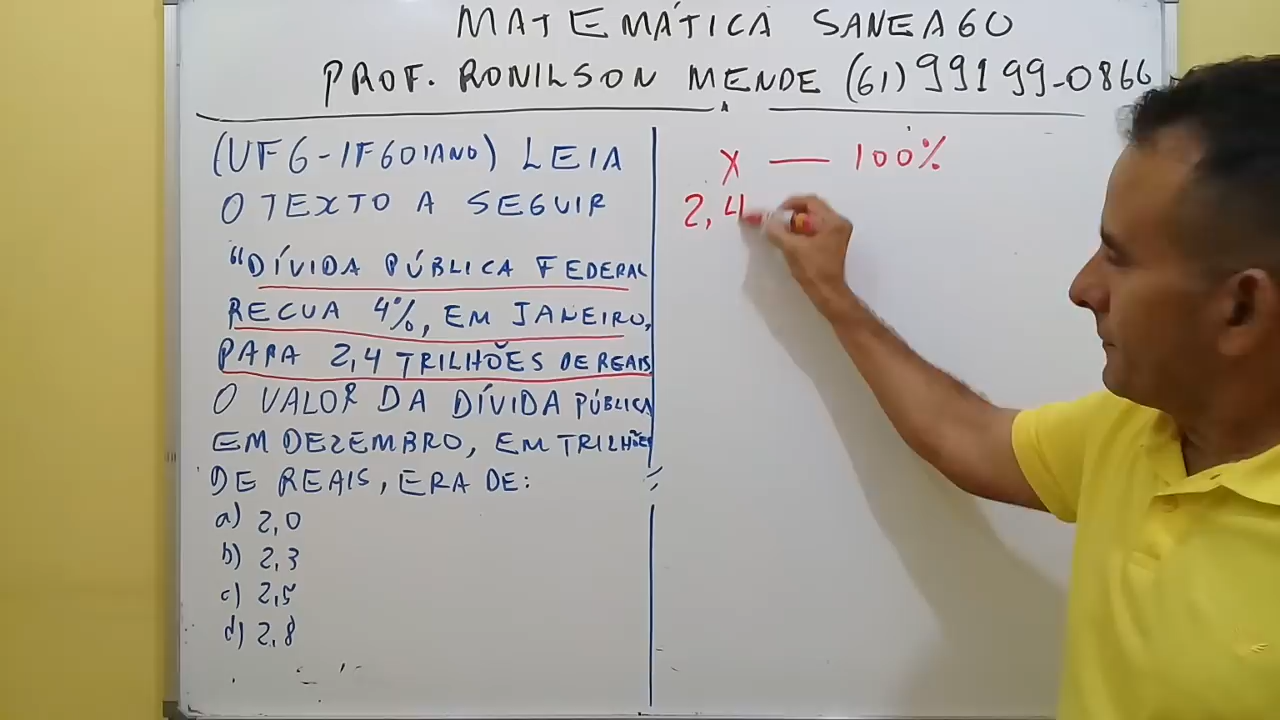 MATEMÁTICA SANEAGO
PROF. RONILSON MENDE (61) 99199-0866
(UFG-IFGOIANO) LEIA
O TEXTO A SEGUIR
"DÍVIDA PÚBLICA FEDERAL
RECUA 4%, EM JANEIRO,
PARA 2,4 TRILHÕES DE REAIS
O VALOR DA DÍVIDA PÚBLICA
EM DEZEMBRO, EM TRILHÕES
DE REAIS, ERA DE:
a) 2,0
b) 2,3
c) 2,5
d) 2,8
X — 100%
2,4